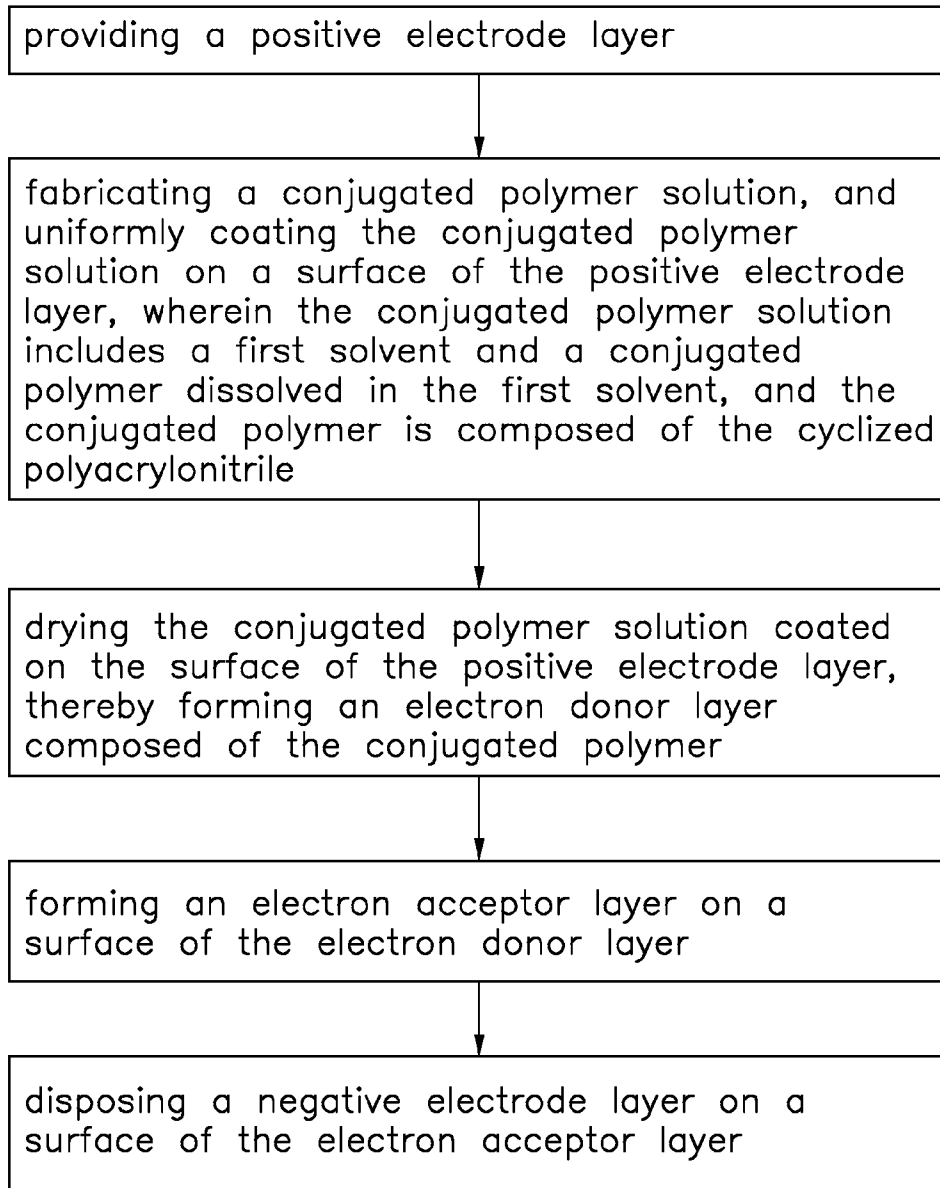 providing a positive electrode layer
fabricating a conjugated polymer solution, and
uniformly coating the conjugated polymer
solution on a surface of the positive electrode
layer, wherein the conjugated polymer solution
includes a first solvent and a conjugated
polymer dissolved in the first solvent, and the
conjugated polymer is composed of the cyclized
polyacrylonitrile
drying the conjugated polymer solution coated
on the surface of the positive electrode layer,
thereby forming an electron donor layer
composed of the conjugated polymer
forming an electron acceptor layer on a
surface of the electron donor layer
disposing a negative electrode layer on a
surface of the electron acceptor layer